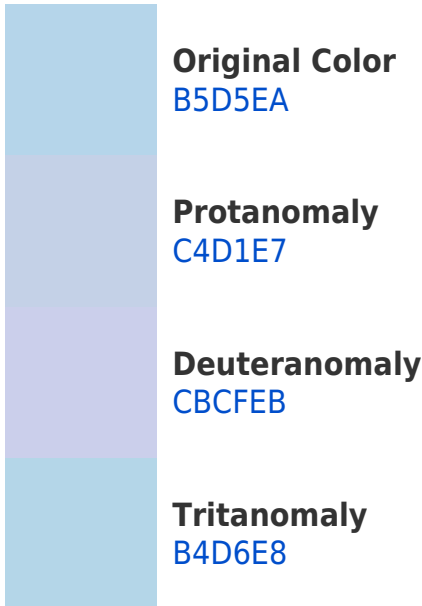 Original Color
B5D5EA
Protanomaly
C4D1E7
Deuteranomaly
CBCFEB
Tritanomaly
B4D6E8